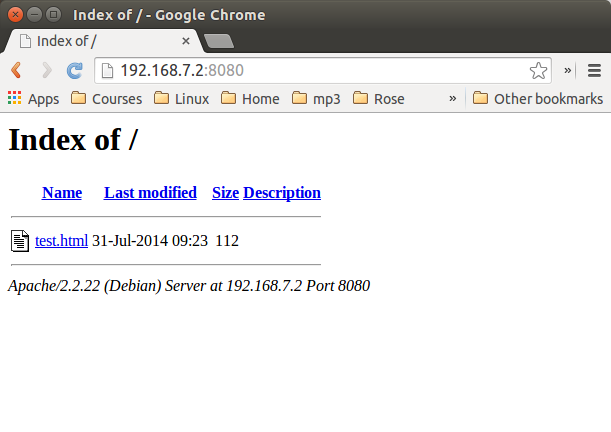 Index of / - Google Chrome
Index of /
192.168.7.2:8080
Apps Courses Linux Home mp3 Rose » Other bookmarks
Index of /
Name Last modified Size Description
test.html 31-Jul-2014 09:23 112
Apache/2.2.22 (Debian) Server at 192.168.7.2 Port 8080